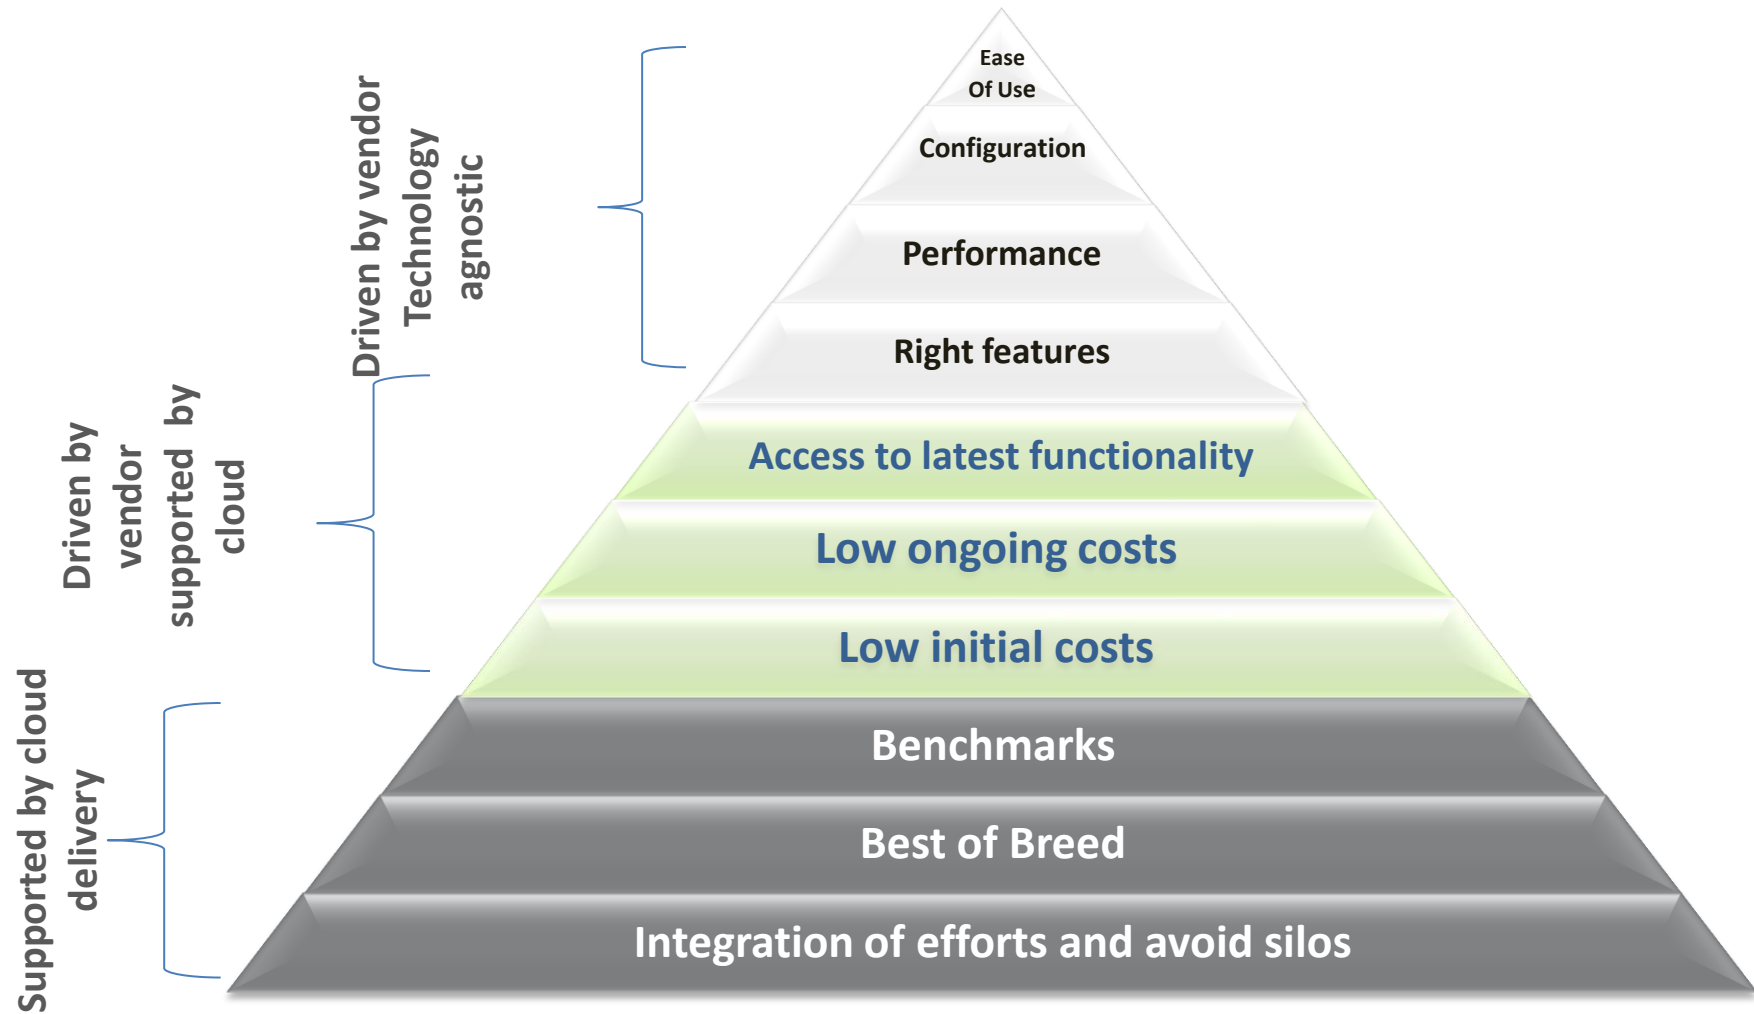 Ease
Of Use
Configuration
Performance
Right features
Access to latest functionality
Low ongoing costs
Low initial costs
Benchmarks
Best of Breed
Integration of efforts and avoid silos
Driven by vendor
Technology
agnostic
Driven by
vendor
supported by
cloud
Supported by cloud
delivery